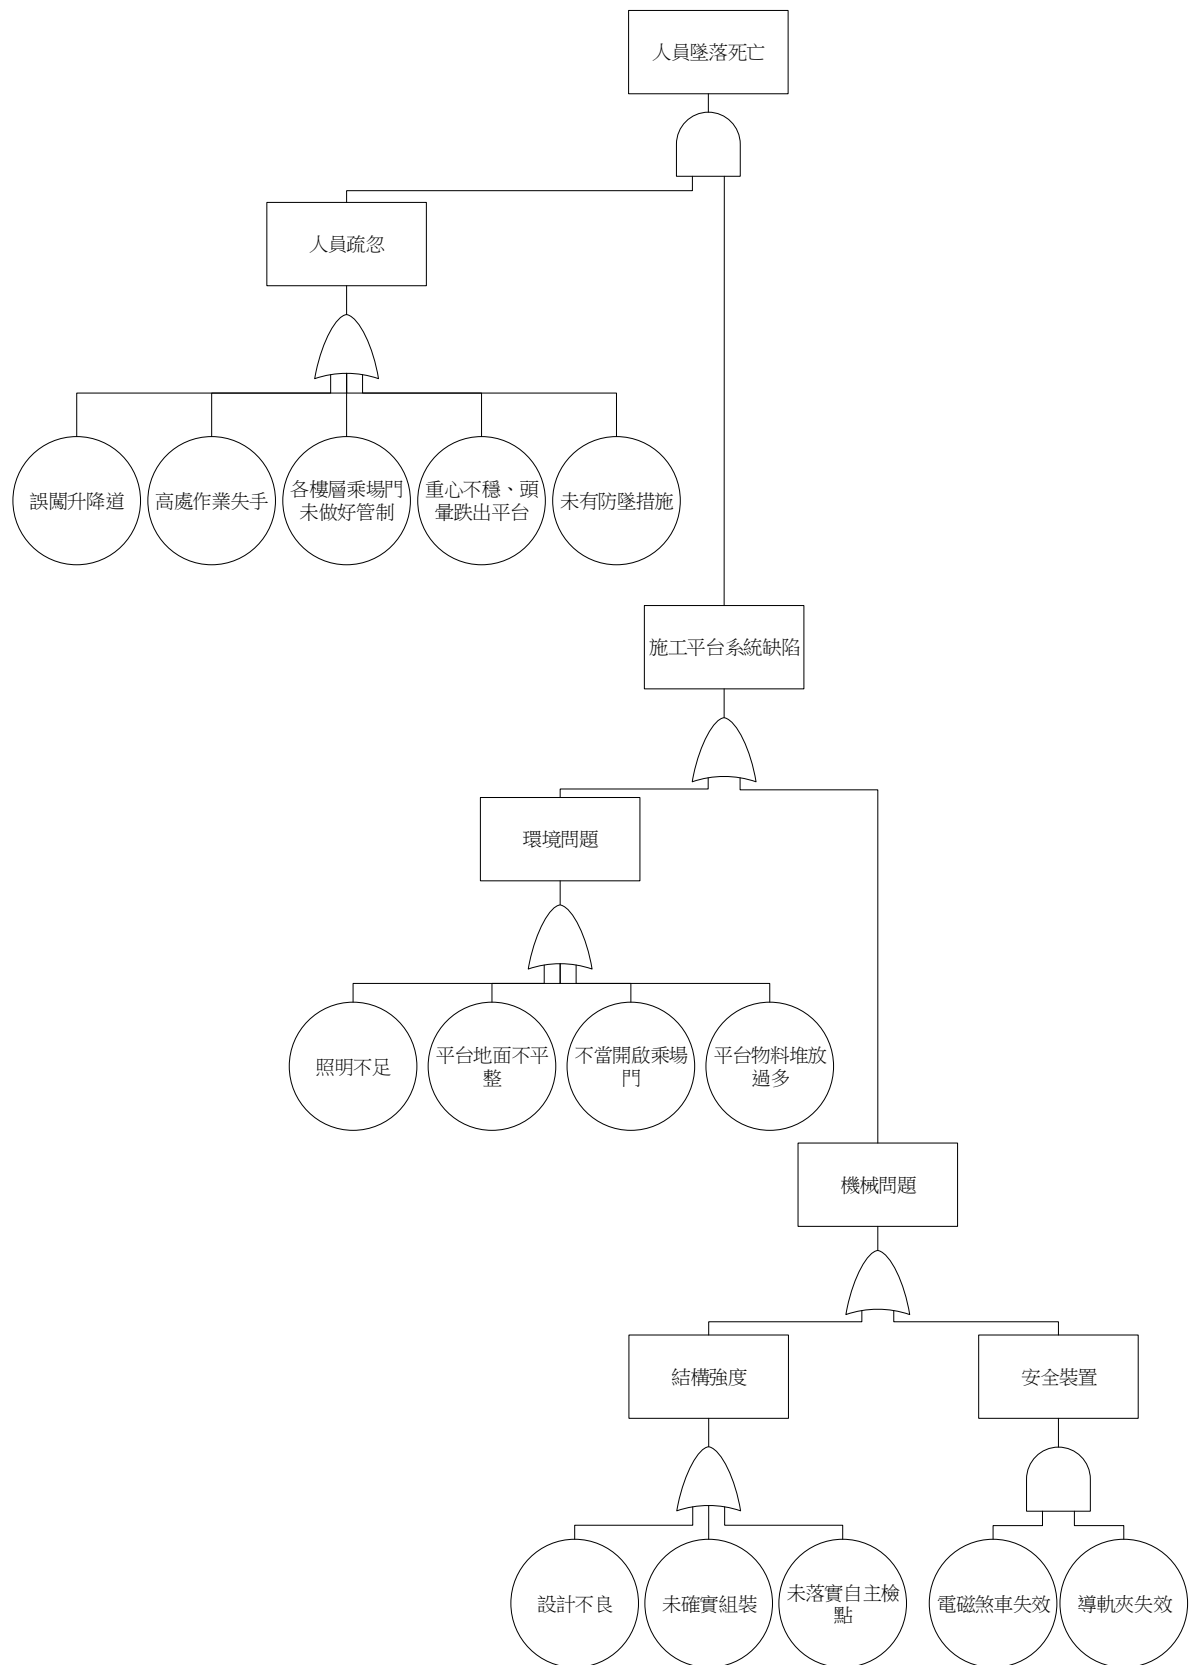 人員墜落死亡
人員疏忽
誤闖升降道
高處作業失手
各樓層乘場門
未做好管制
重心不穩、頭
暈跌出平台
未有防墜措施
施工平台系統缺陷
環境問題
照明不足
平台地面不平
整
不當開啟乘場
門
平台物料堆放
過多
機械問題
結構強度
安全裝置
設計不良
未確實組裝
未落實自主檢
點
電磁煞車失效
導軌夾失效